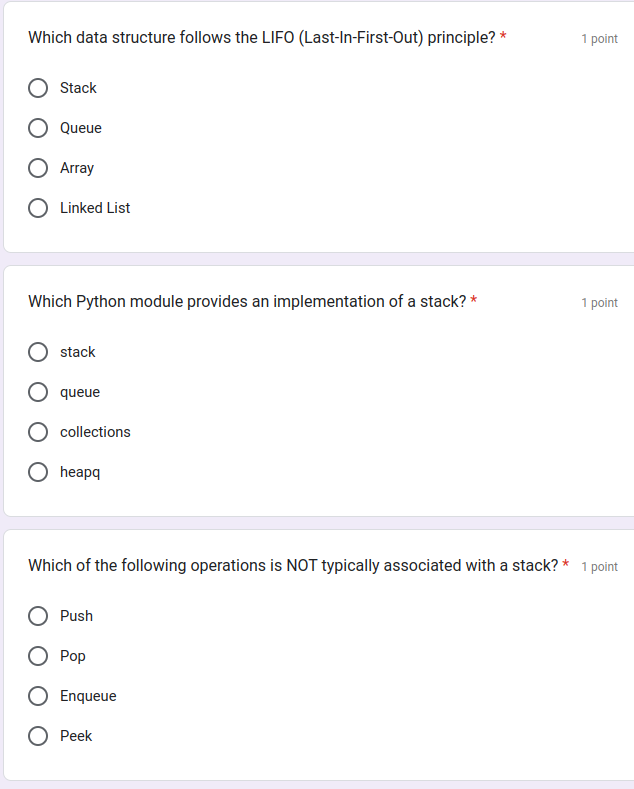 Which data structure follows the LIFO (Last-In-First-Out) principle? * 1 point
Stack
Queue
Array
Linked List
Which Python module provides an implementation of a stack? * 1 point
stack
queue
collections
heapq
Which of the following operations is NOT typically associated with a stack? * 1 point
Push
Pop
Enqueue
Peek